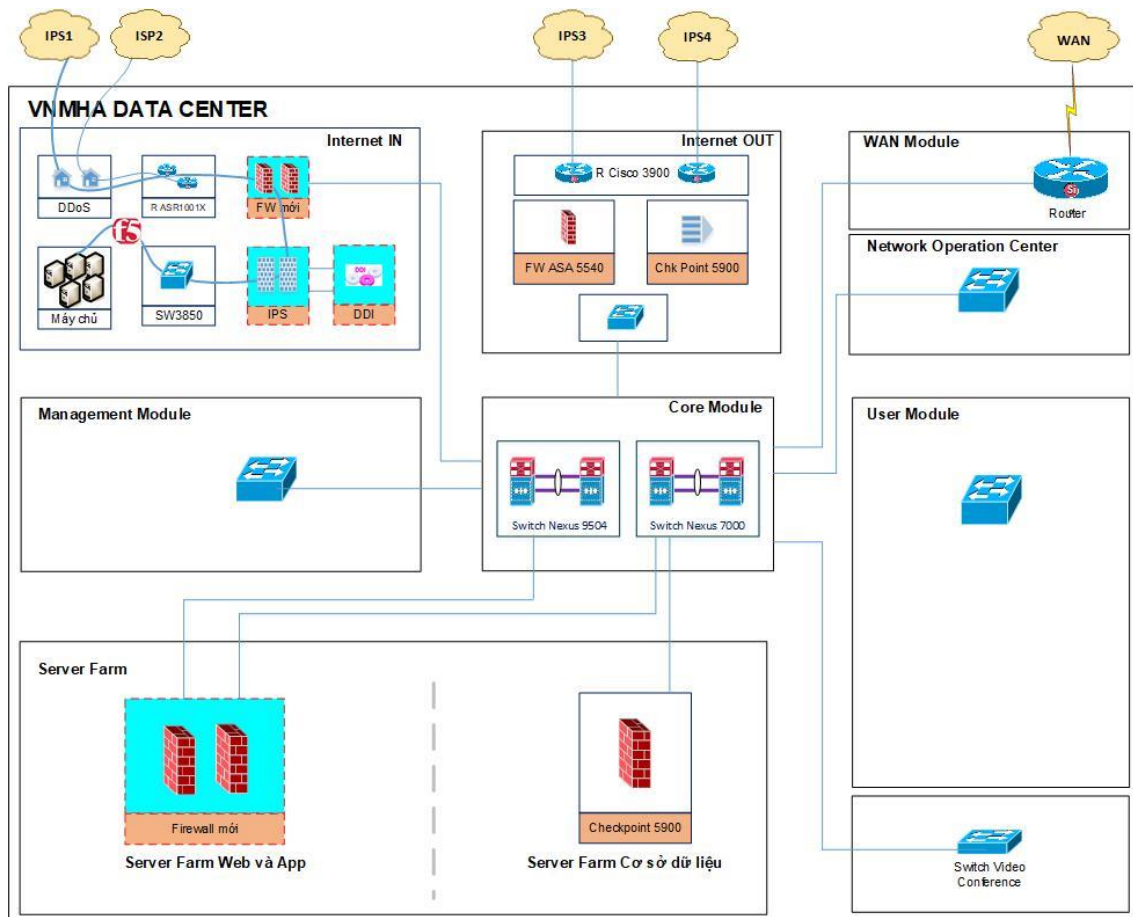 IPS1
ISP2
IPS3
IPS4
WAN
VNMHA DATA CENTER
Internet IN
DDoS
R ASR1001X
FW mới
f5
Máy chủ
SW3850
IPS
DDI
DDI
Internet OUT
R Cisco 3900
FW ASA 5540
Chk Point 5900
WAN Module
Si
Router
Network Operation Center
Management Module
Core Module
Switch Nexus 9504
Switch Nexus 7000
User Module
Server Farm
Firewall mới
Server Farm Web và App
Checkpoint 5900
Server Farm Cơ sở dữ liệu
Switch Video
Conference